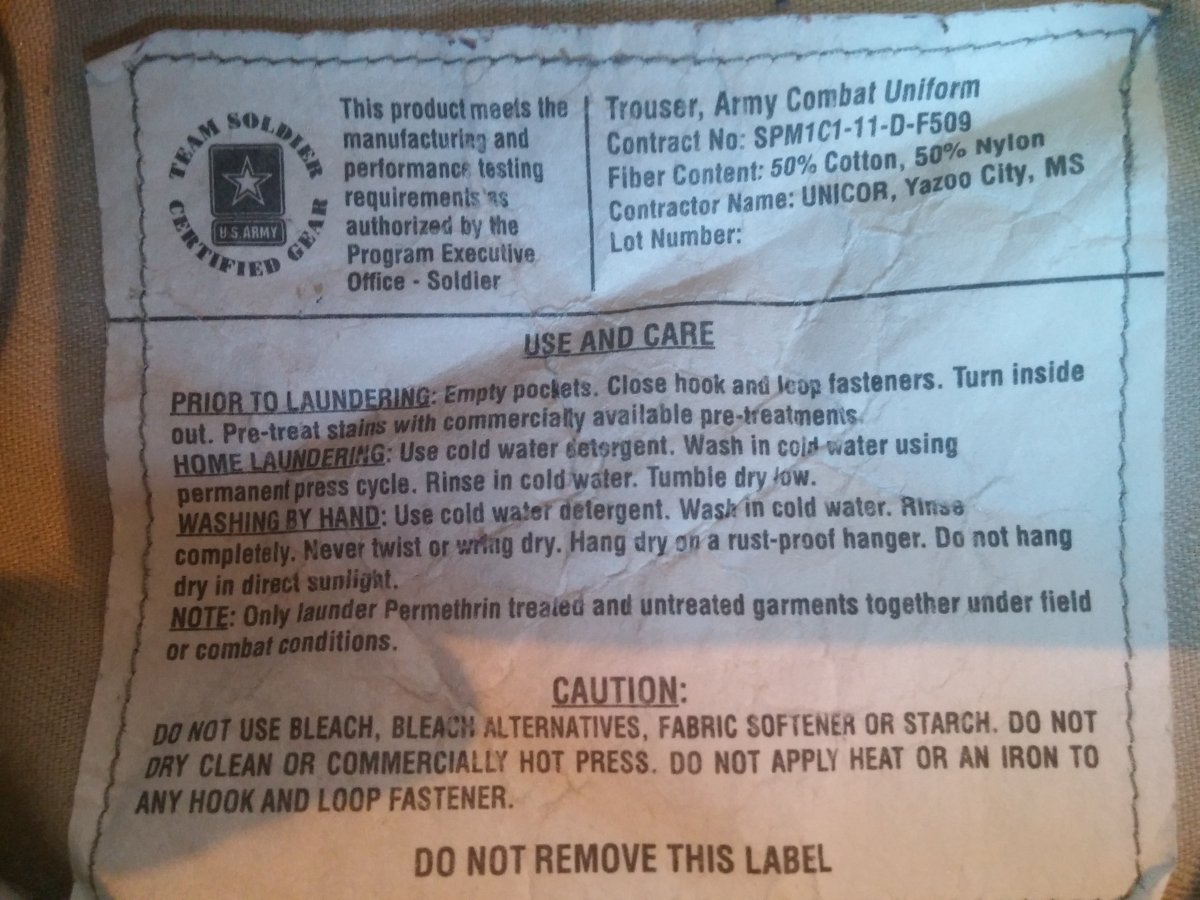 TEAM SOLDIER
CERTIFIED GEAR
U.S. ARMY
This product meets the
manufacturing and
performance testing
requirements as
authorized by the
Program Executive
Office - Soldier
Trouser, Army Combat Uniform
Contract No: SPM1C1-11-D-F509
Fiber Content: 50% Cotton, 50% Nylon
Contractor Name: UNICOR, Yazoo City, MS
Lot Number:
USE AND CARE
PRIOR TO LAUNDERING: Empty pockets. Close hook and loop fasteners. Turn inside
out. Pre-treat stains with commercially available pre-treatments.
HOME LAUNDERING: Use cold water detergent. Wash in cold water using
permanent press cycle. Rinse in cold water. Tumble dry low.
WASHING BY HAND: Use cold water detergent. Wash in cold water. Rinse
completely. Never twist or wring dry. Hang dry on a rust-proof hanger. Do not hang
dry in direct sunlight.
NOTE: Only launder Permethrin treated and untreated garments together under field
or combat conditions.
CAUTION:
DO NOT USE BLEACH, BLEACH ALTERNATIVES, FABRIC SOFTENER OR STARCH. DO NOT
DRY CLEAN OR COMMERCIALLY HOT PRESS. DO NOT APPLY HEAT OR AN IRON TO
ANY HOOK AND LOOP FASTENER.
DO NOT REMOVE THIS LABEL